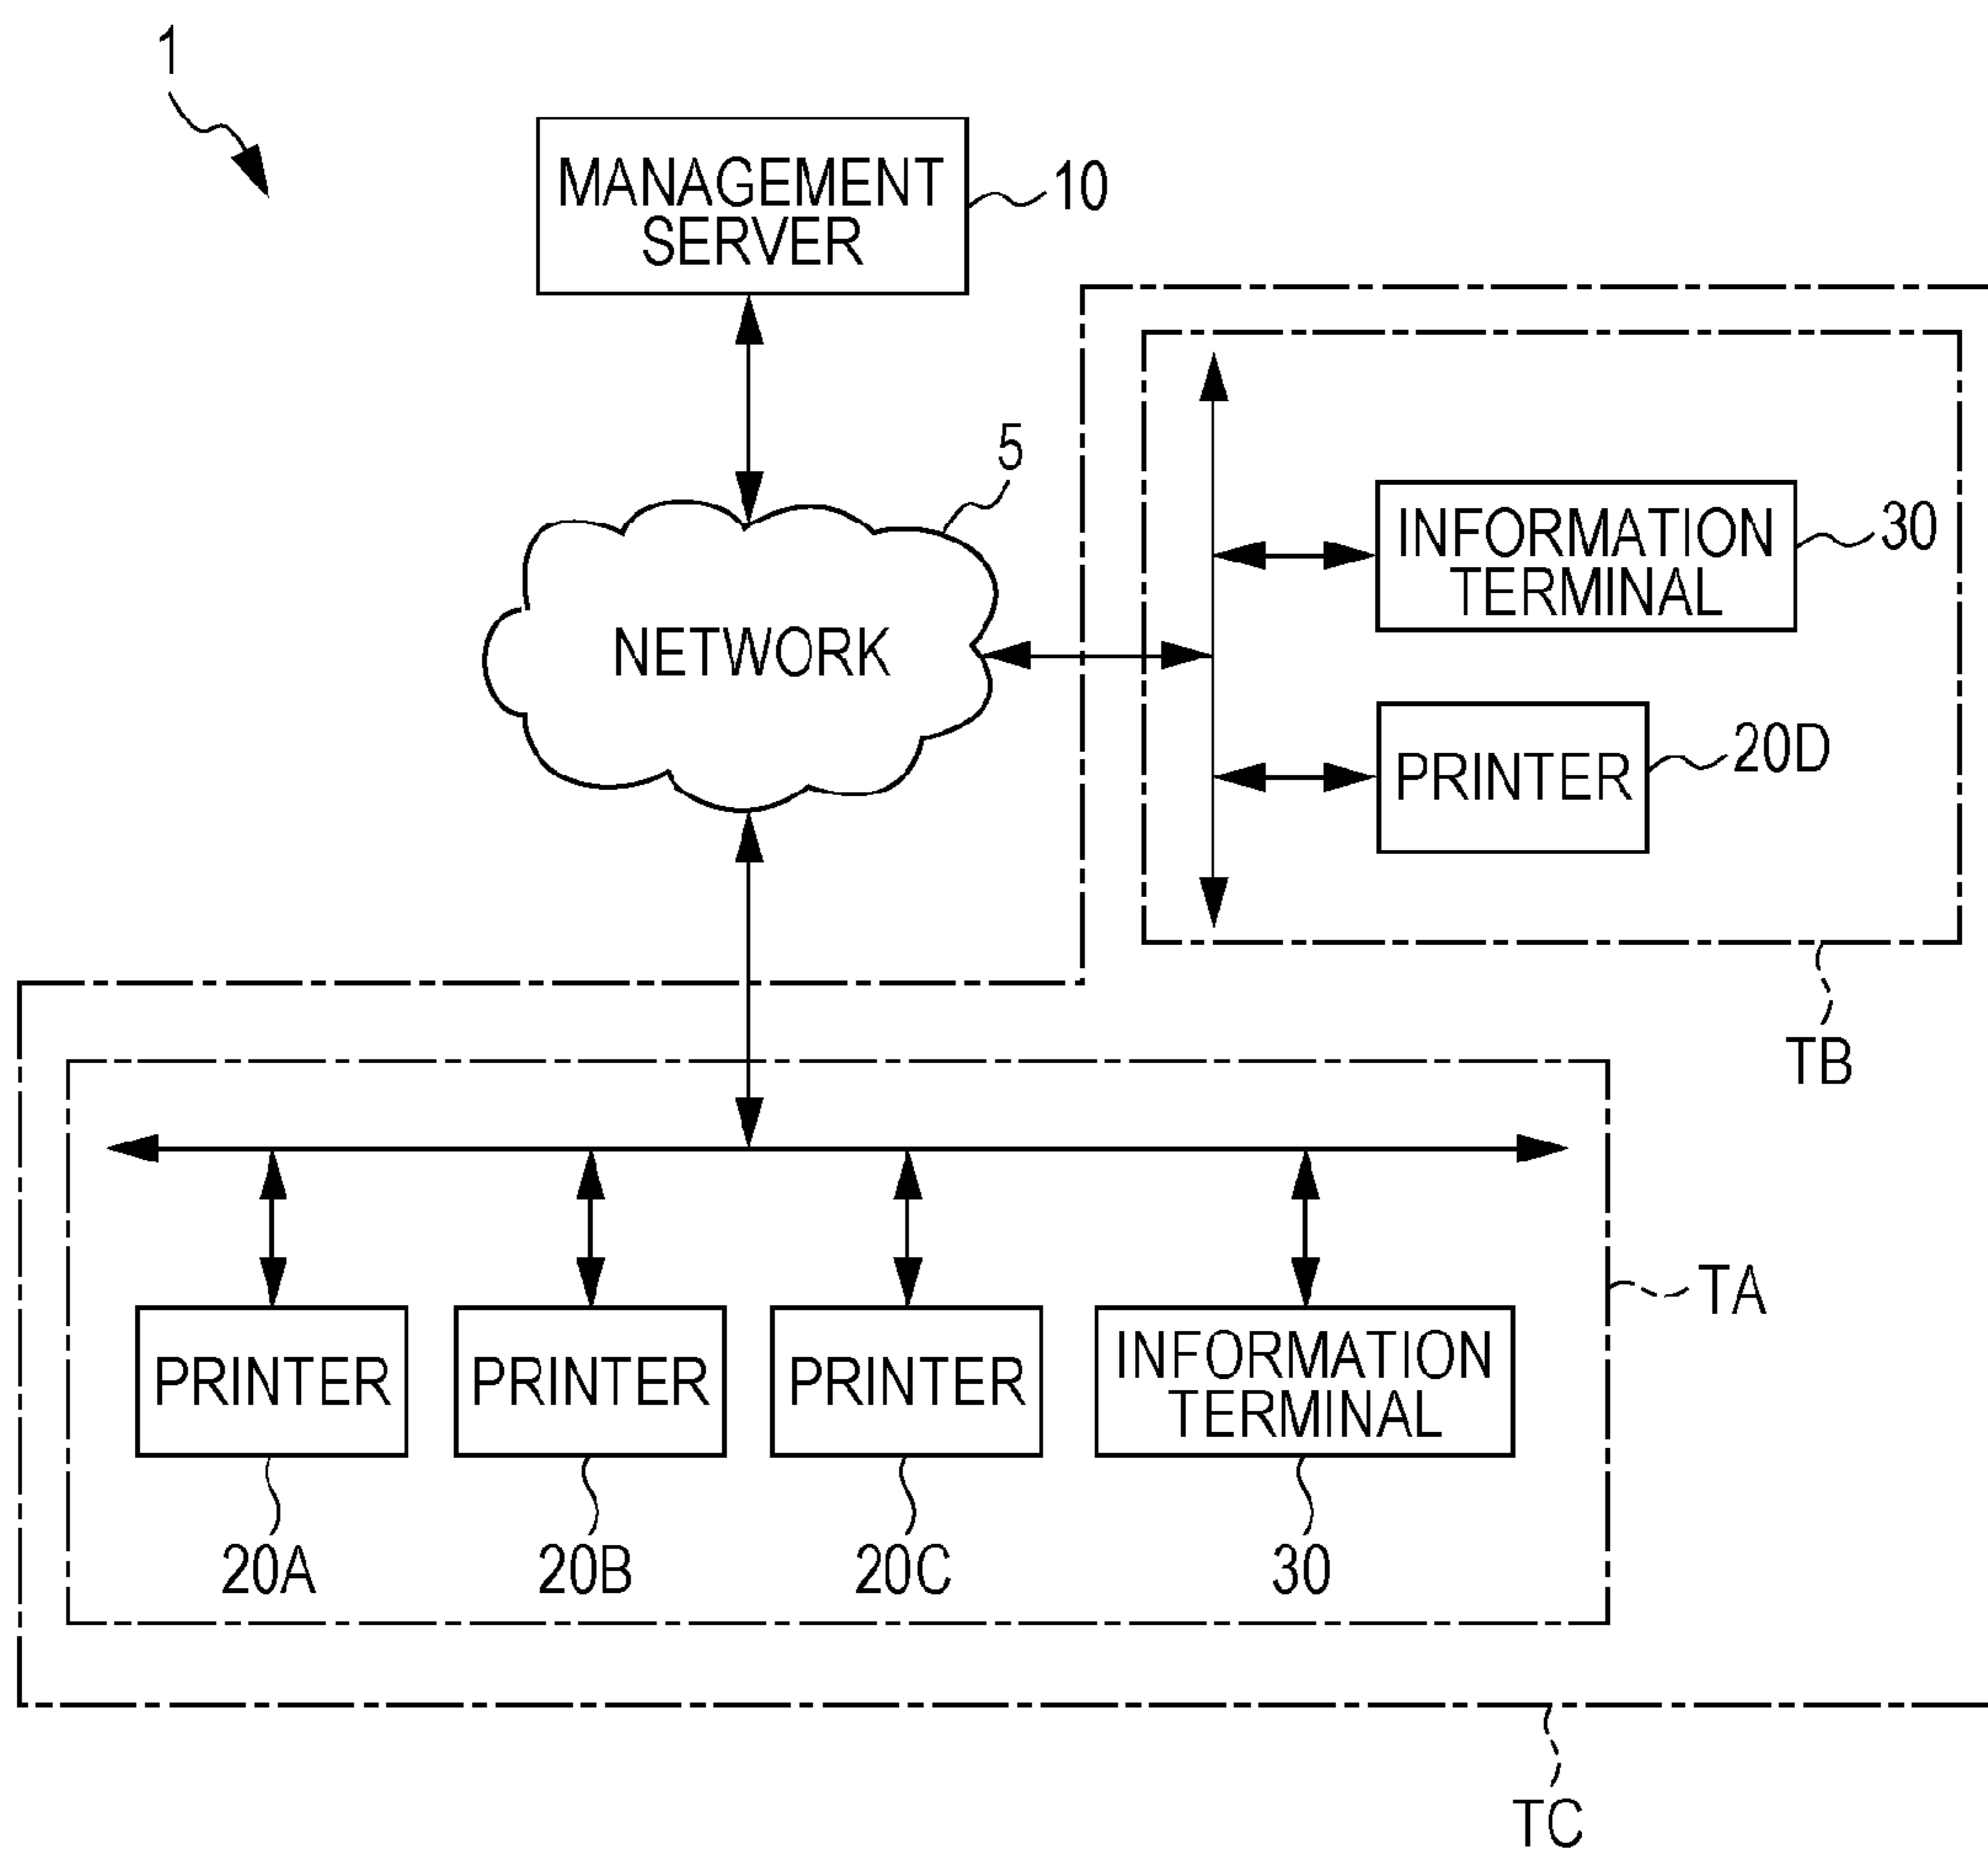 1
MANAGEMENT
SERVER
10
5
NETWORK
INFORMATION
TERMINAL
30
PRINTER
20D
TB
TA
PRINTER
PRINTER
PRINTER
INFORMATION
TERMINAL
20A
20B
20C
30
TC